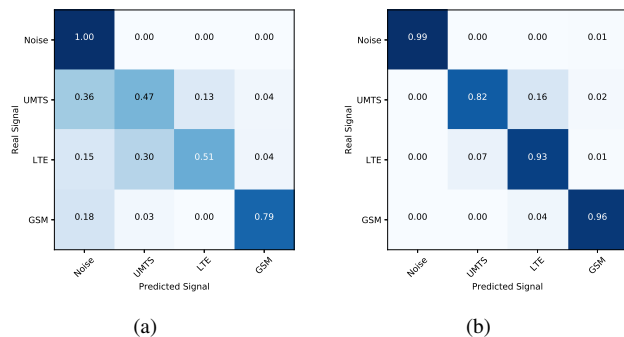 Noise 1.00 0.00 0.00 0.00
UMTS 0.36 0.47 0.13 0.04
LTE 0.15 0.30 0.51 0.04
GSM 0.18 0.03 0.00 0.79
Real Signal
Noise UMTS LTE GSM
Predicted Signal
(a)
Noise 0.99 0.00 0.00 0.01
UMTS 0.00 0.82 0.16 0.02
LTE 0.00 0.07 0.93 0.01
GSM 0.00 0.00 0.04 0.96
Real Signal
Noise UMTS LTE GSM
Predicted Signal
(b)